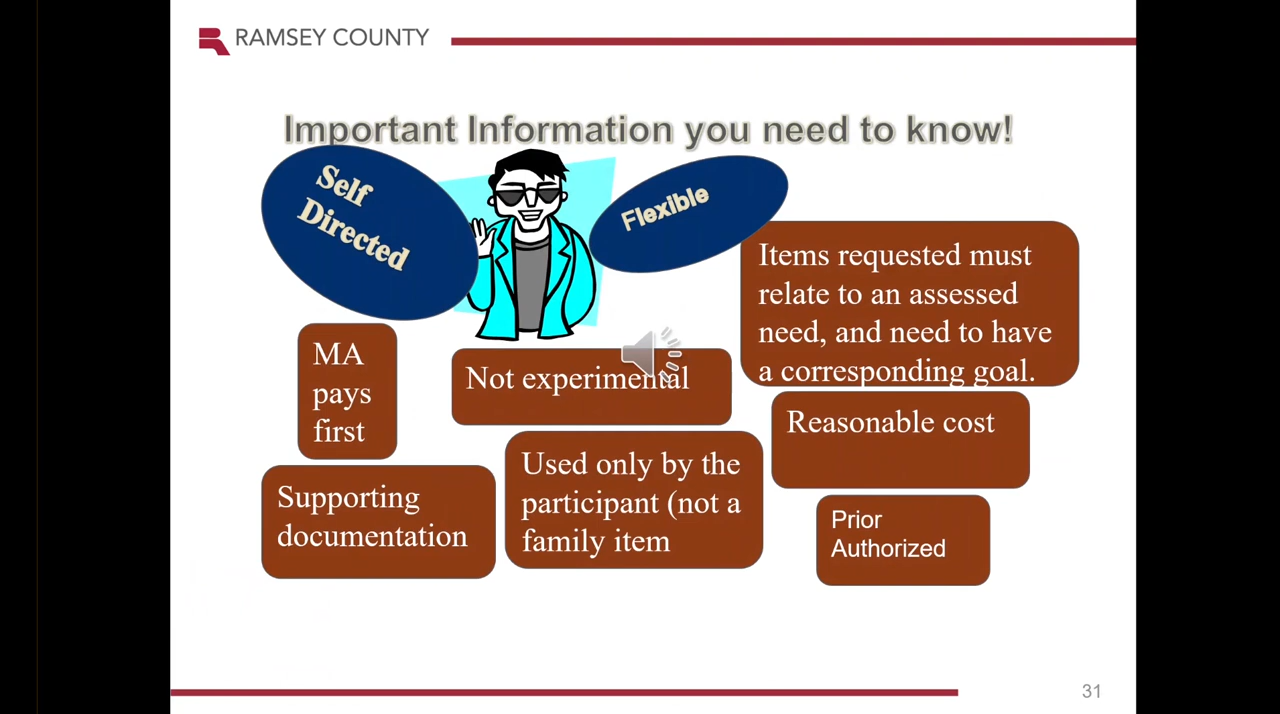 RAMSEY COUNTY
Important Information you need to know!
Self
Directed
Flexible
Items requested must
relate to an assessed
need, and need to have
a corresponding goal.
MA
pays
first
Not experimental
Reasonable cost
Used only by the
participant (not a
family item
Supporting
documentation
Prior
Authorized
31